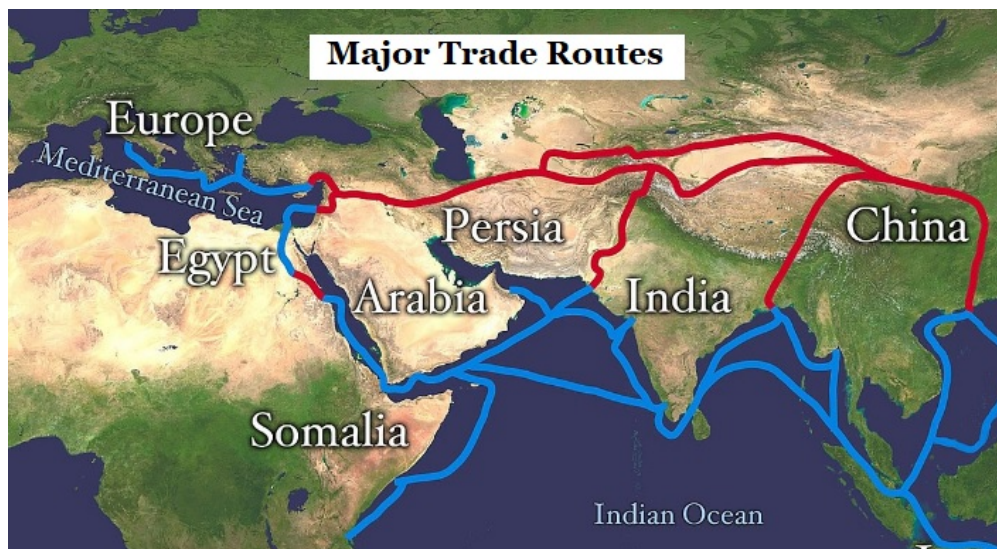 Major Trade Routes
Europe
Mediterranean Sea
Egypt
Persia
China
Arabia
India
Somalia
Indian Ocean